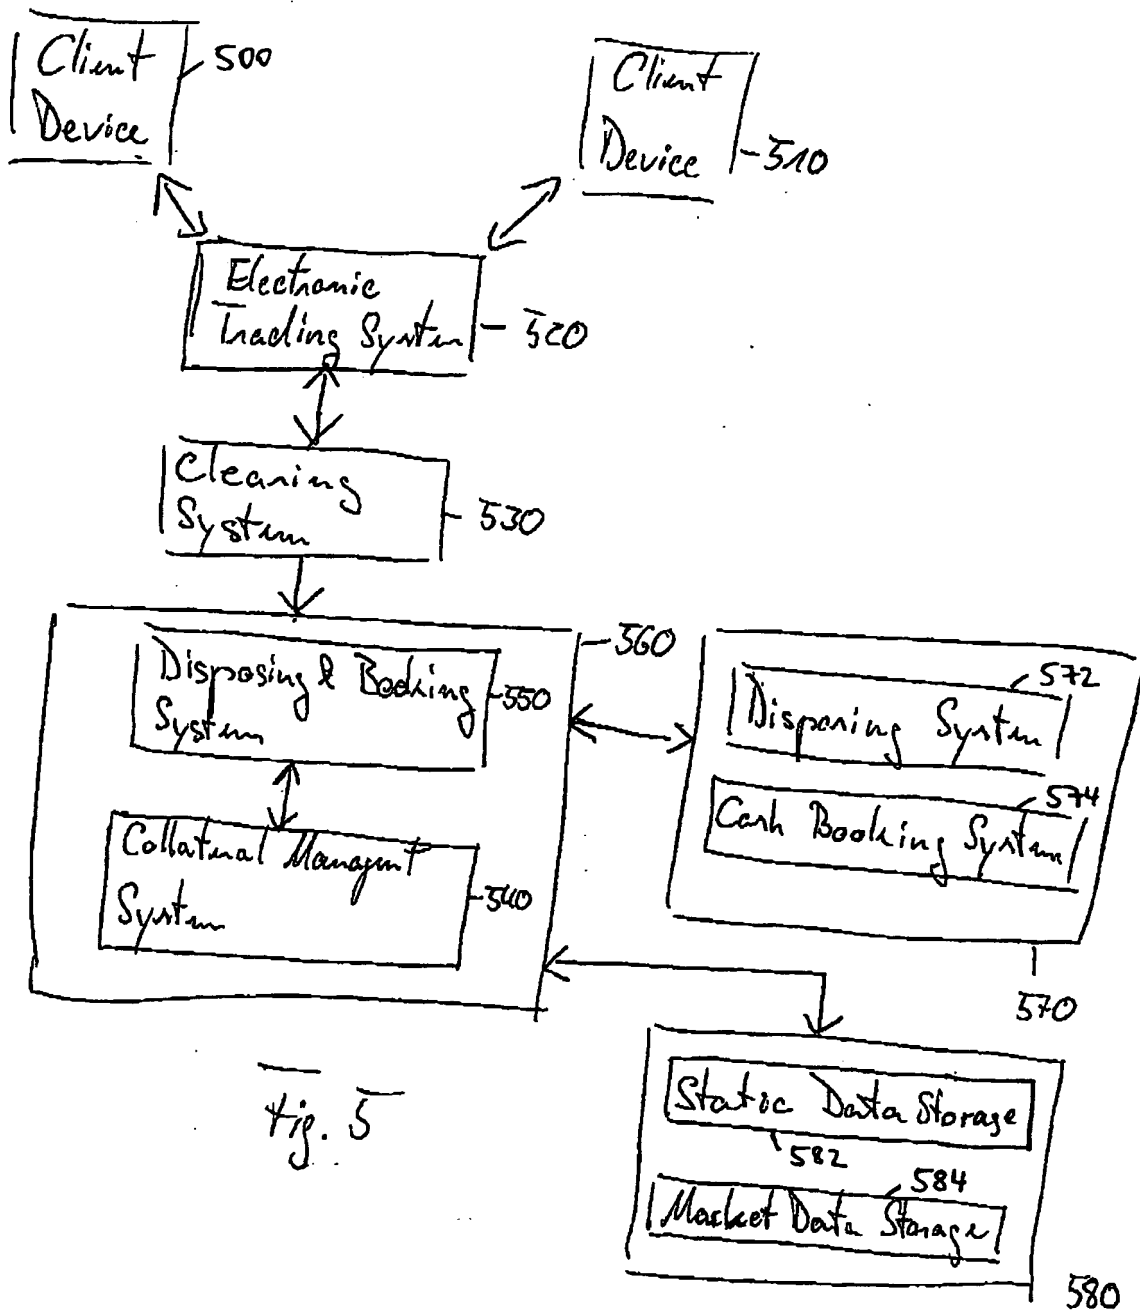 Client
Device
500
Client
Device
510
Electronic
Trading System
520
Clearing
System
530
560
Disposing & Booking
System
550
Collateral Managmt
System
540
572
Disposing System
574
Cash Booking System
570
Static Data Storage
582
584
Market Data Storage
580
Fig. 5